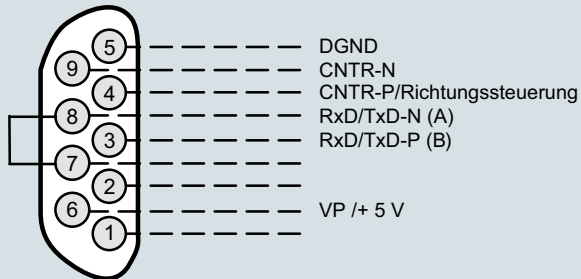 5 DGND
9 CNTR-N
4 CNTR-P/Richtungssteuerung
8 RxD/TxD-N (A)
3 RxD/TxD-P (B)
7
2
6 VP /+ 5 V
1